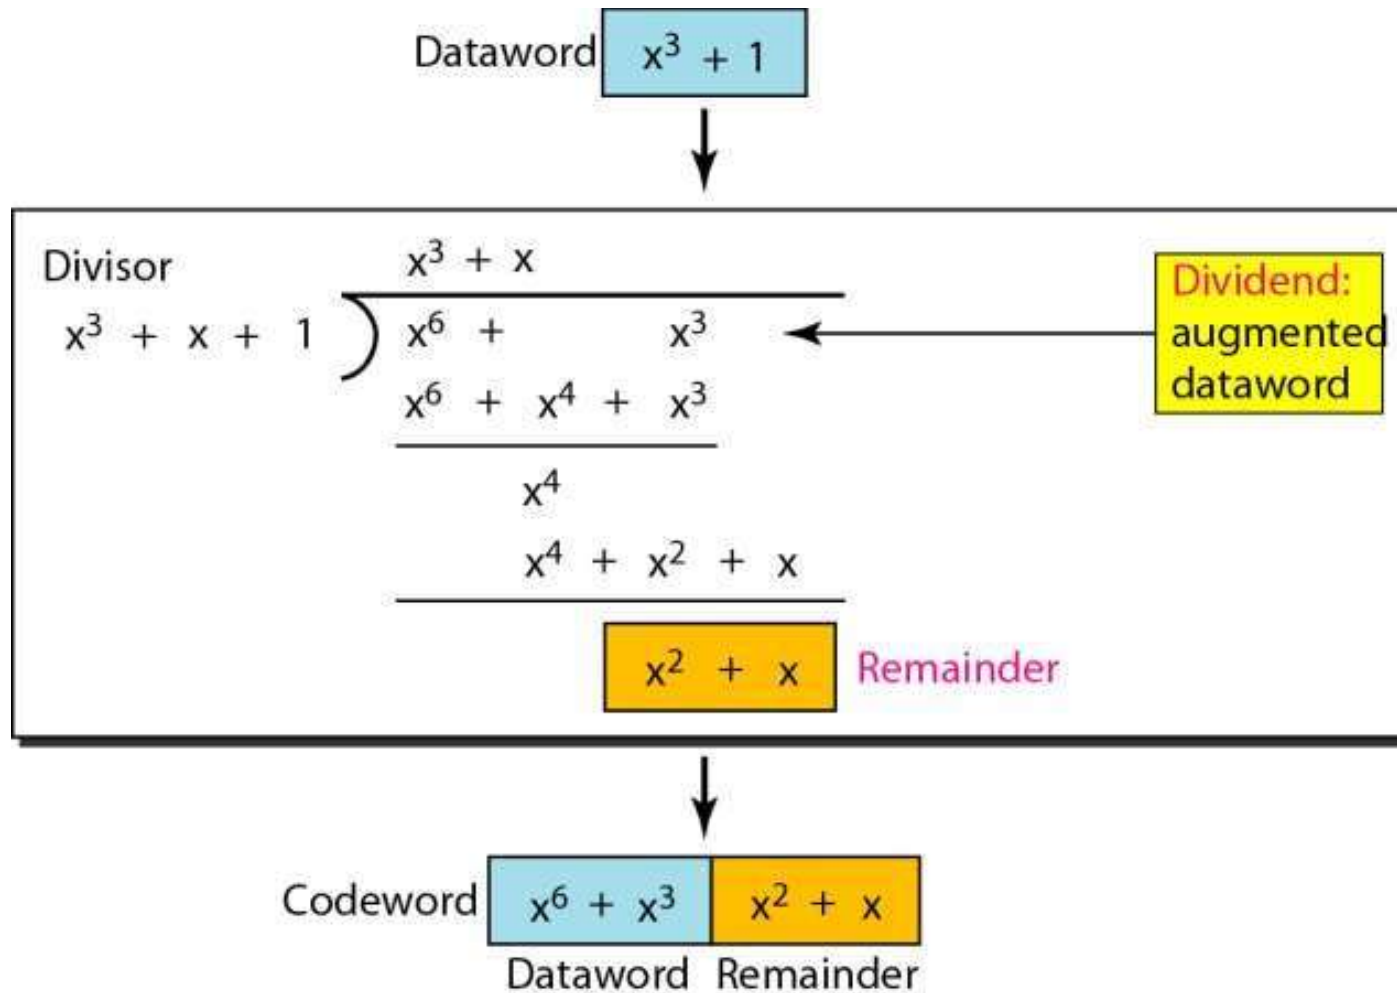 Dataword x³ + 1
Divisor
x³ + x
x³ + x + 1
x⁶ + x³
Dividend:
augmented
dataword
x⁶ + x⁴ + x³
x⁴
x⁴ + x² + x
x² + x Remainder
Codeword x⁶ + x³ x² + x
Dataword Remainder